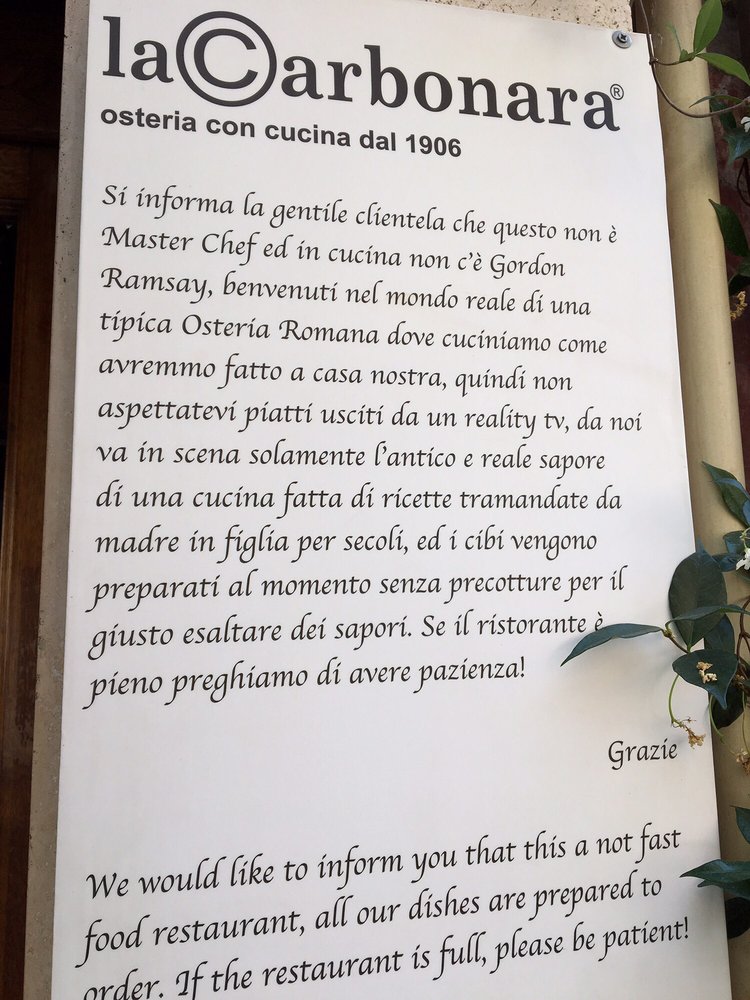 la©arbonara®
osteria con cucina dal 1906
Si informa la gentile clientela che questo non è
Master Chef ed in cucina non c'è Gordon
Ramsay, benvenuti nel mondo reale di una
tipica Osteria Romana dove cuciniamo come
avremmo fatto a casa nostra, quindi non
aspettatevi piatti usciti da un reality tv, da noi
va in scena solamente l'antico e reale sapore
di una cucina fatta di ricette tramandate da
madre in figlia per secoli, ed i cibi vengono
preparati al momento senza precotture per il
giusto esaltare dei sapori. Se il ristorante è
pieno preghiamo di avere pazienza!
Grazie
We would like to inform you that this a not fast
food restaurant, all our dishes are prepared to
order. If the restaurant is full, please be patient!